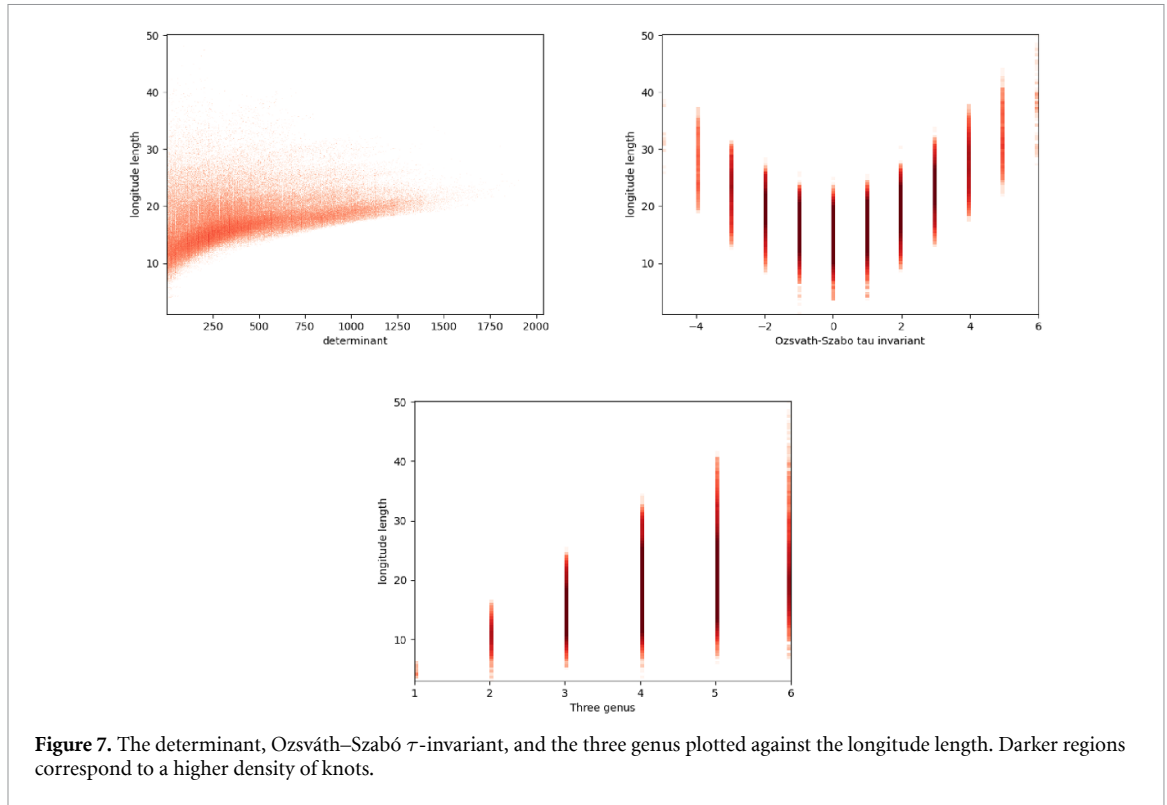 50
40
30
20
10
longitude length
250 500 750 1000 1250 1500 1750 2000
determinant
50
40
30
20
10
longitude length
−4 −2 0 2 4 6
Ozsvath-Szabo tau invariant
50
40
30
20
10
longitude length
1 2 3 4 5 6
Three genus
Figure 7. The determinant, Ozsváth–Szabó τ-invariant, and the three genus plotted against the longitude length. Darker regions
correspond to a higher density of knots.